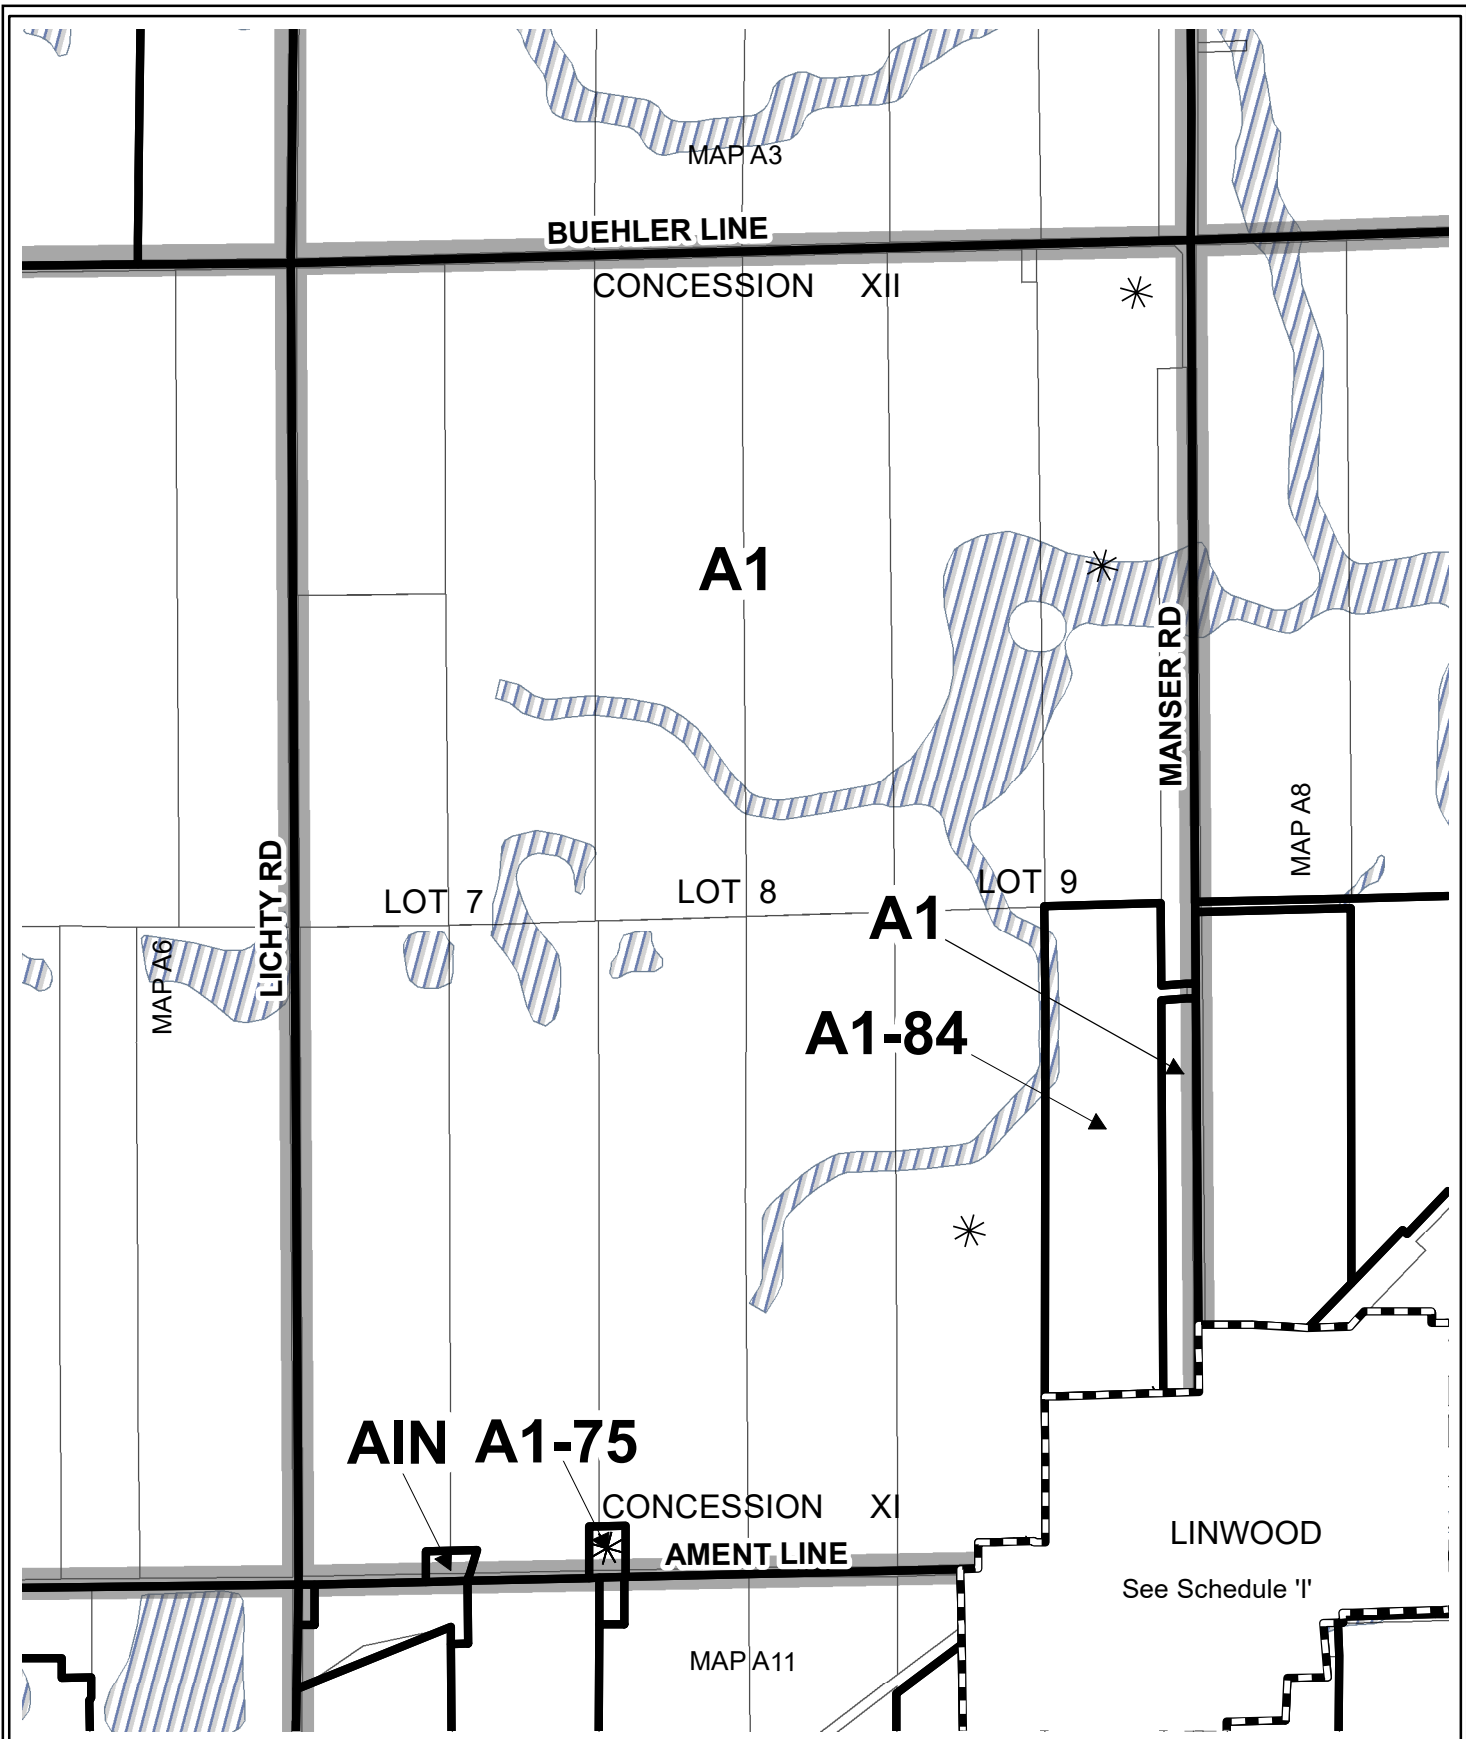 MAP A3
BUEHLER LINE
CONCESSION XII
A1
MANSER RD
MAP A8
LICHTY RD
LOT 7
LOT 8
LOT 9
A1
MAP A6
A1-84
AIN
A1-75
CONCESSION XI
AMENT LINE
LINWOOD
See Schedule 'I'
MAP A11